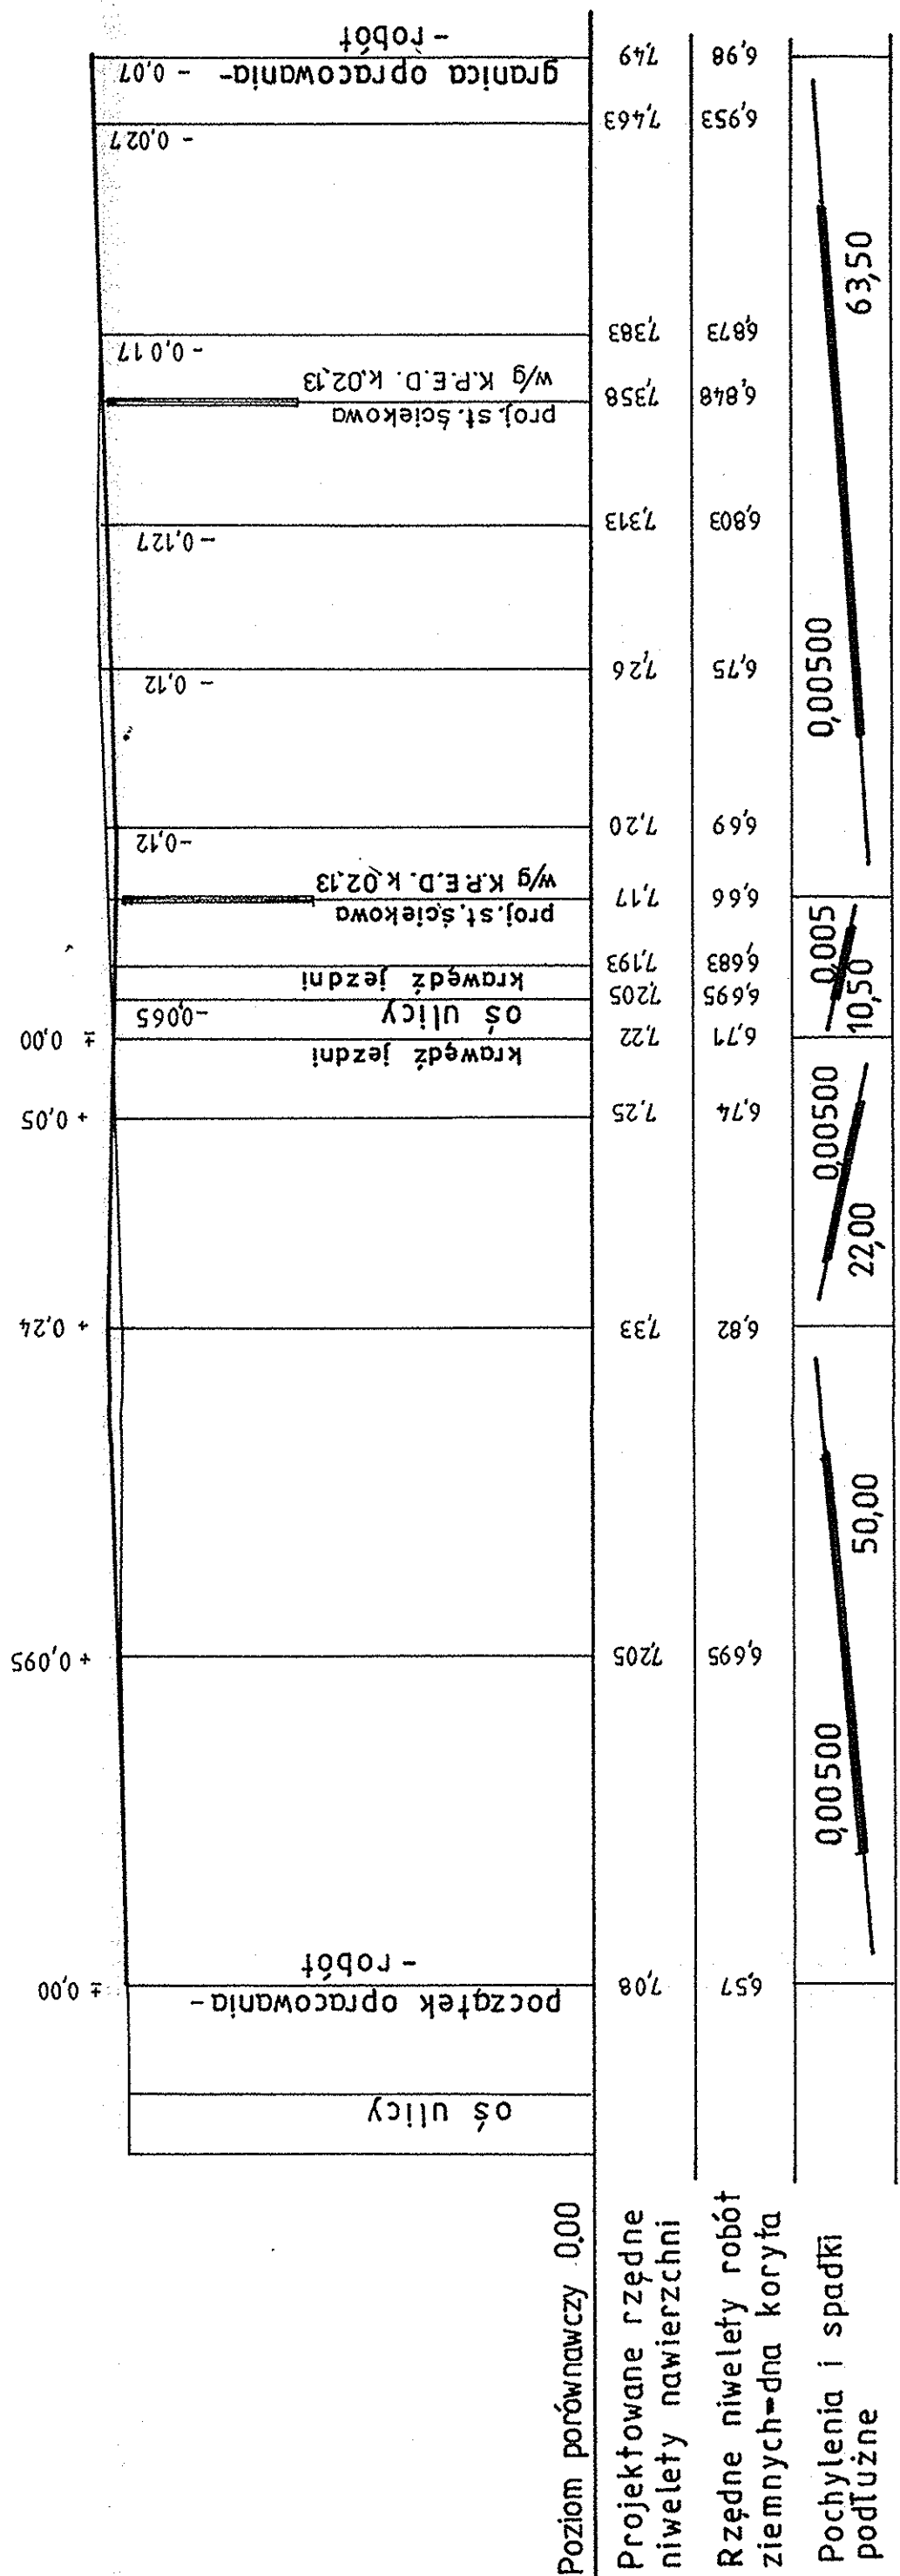 ± 0,00
+ 0,095
+ 0,24
+ 0,05
± 0,00
-0,065
-0,12
- 0,12
- 0,127
- 0,017
- 0,027
- 0,07
oś ulicy
początek opracowania-
- robót
krawędź jezdni
oś ulicy
krawędź jezdni
proj.st.ściekowa
w/g K.P.E.D. k.02,13
proj.st.ściekowa
w/g K.P.E.D. k.02,13
granica opracowania-
- robót
Poziom porównawczy 0,00
Projektowane rzędne
niwelety nawierzchni
7,08 7,205 7,33 7,25 7,22 7,205 7,193 7,17 7,20 7,26 7,313 7,358 7,383 7,463 7,49
Rzędne niwelety robót
ziemnych=dna koryta
6,57 6,695 6,82 6,74 6,71 6,695 6,683 6,66 6,69 6,75 6,803 6,848 6,873 6,953 6,98
Pochylenia i spadki
podłużne
0,00500 50,00
22,00 0,00500
10,50 0,005
0,00500 63,50